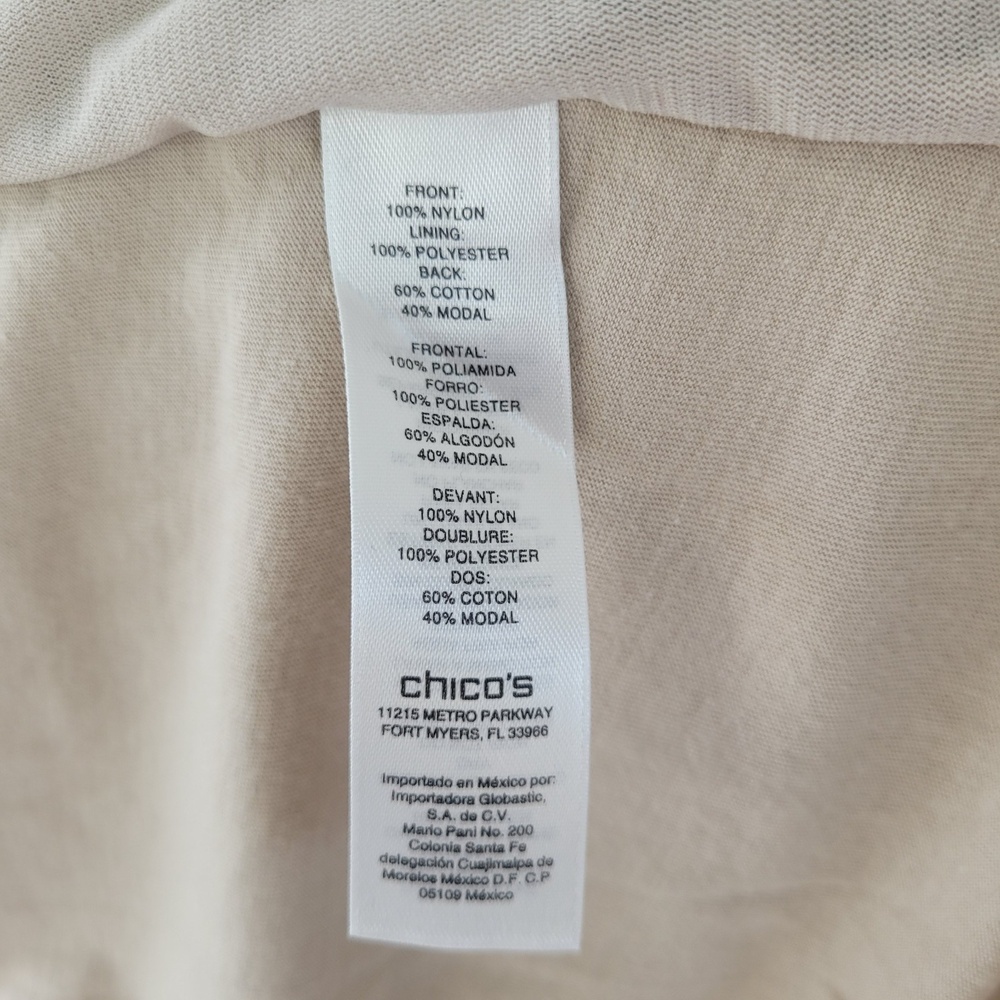 FRONT:
100% NYLON
LINING:
100% POLYESTER
BACK:
60% COTTON
40% MODAL
FRONTAL:
100% POLIAMIDA
FORRO:
100% POLIESTER
ESPALDA:
60% ALGODÓN
40% MODAL
DEVANT:
100% NYLON
DOUBLURE:
100% POLYESTER
DOS:
60% COTON
40% MODAL
chico's
11215 METRO PARKWAY
FORT MYERS, FL 33966
Importado en México por:
Importadora Globastic,
S.A. de C.V.
Mario Pani No. 200
Colonia Santa Fe
delegación Cuajimalpa de
Morelos México D.F. C.P
05109 México